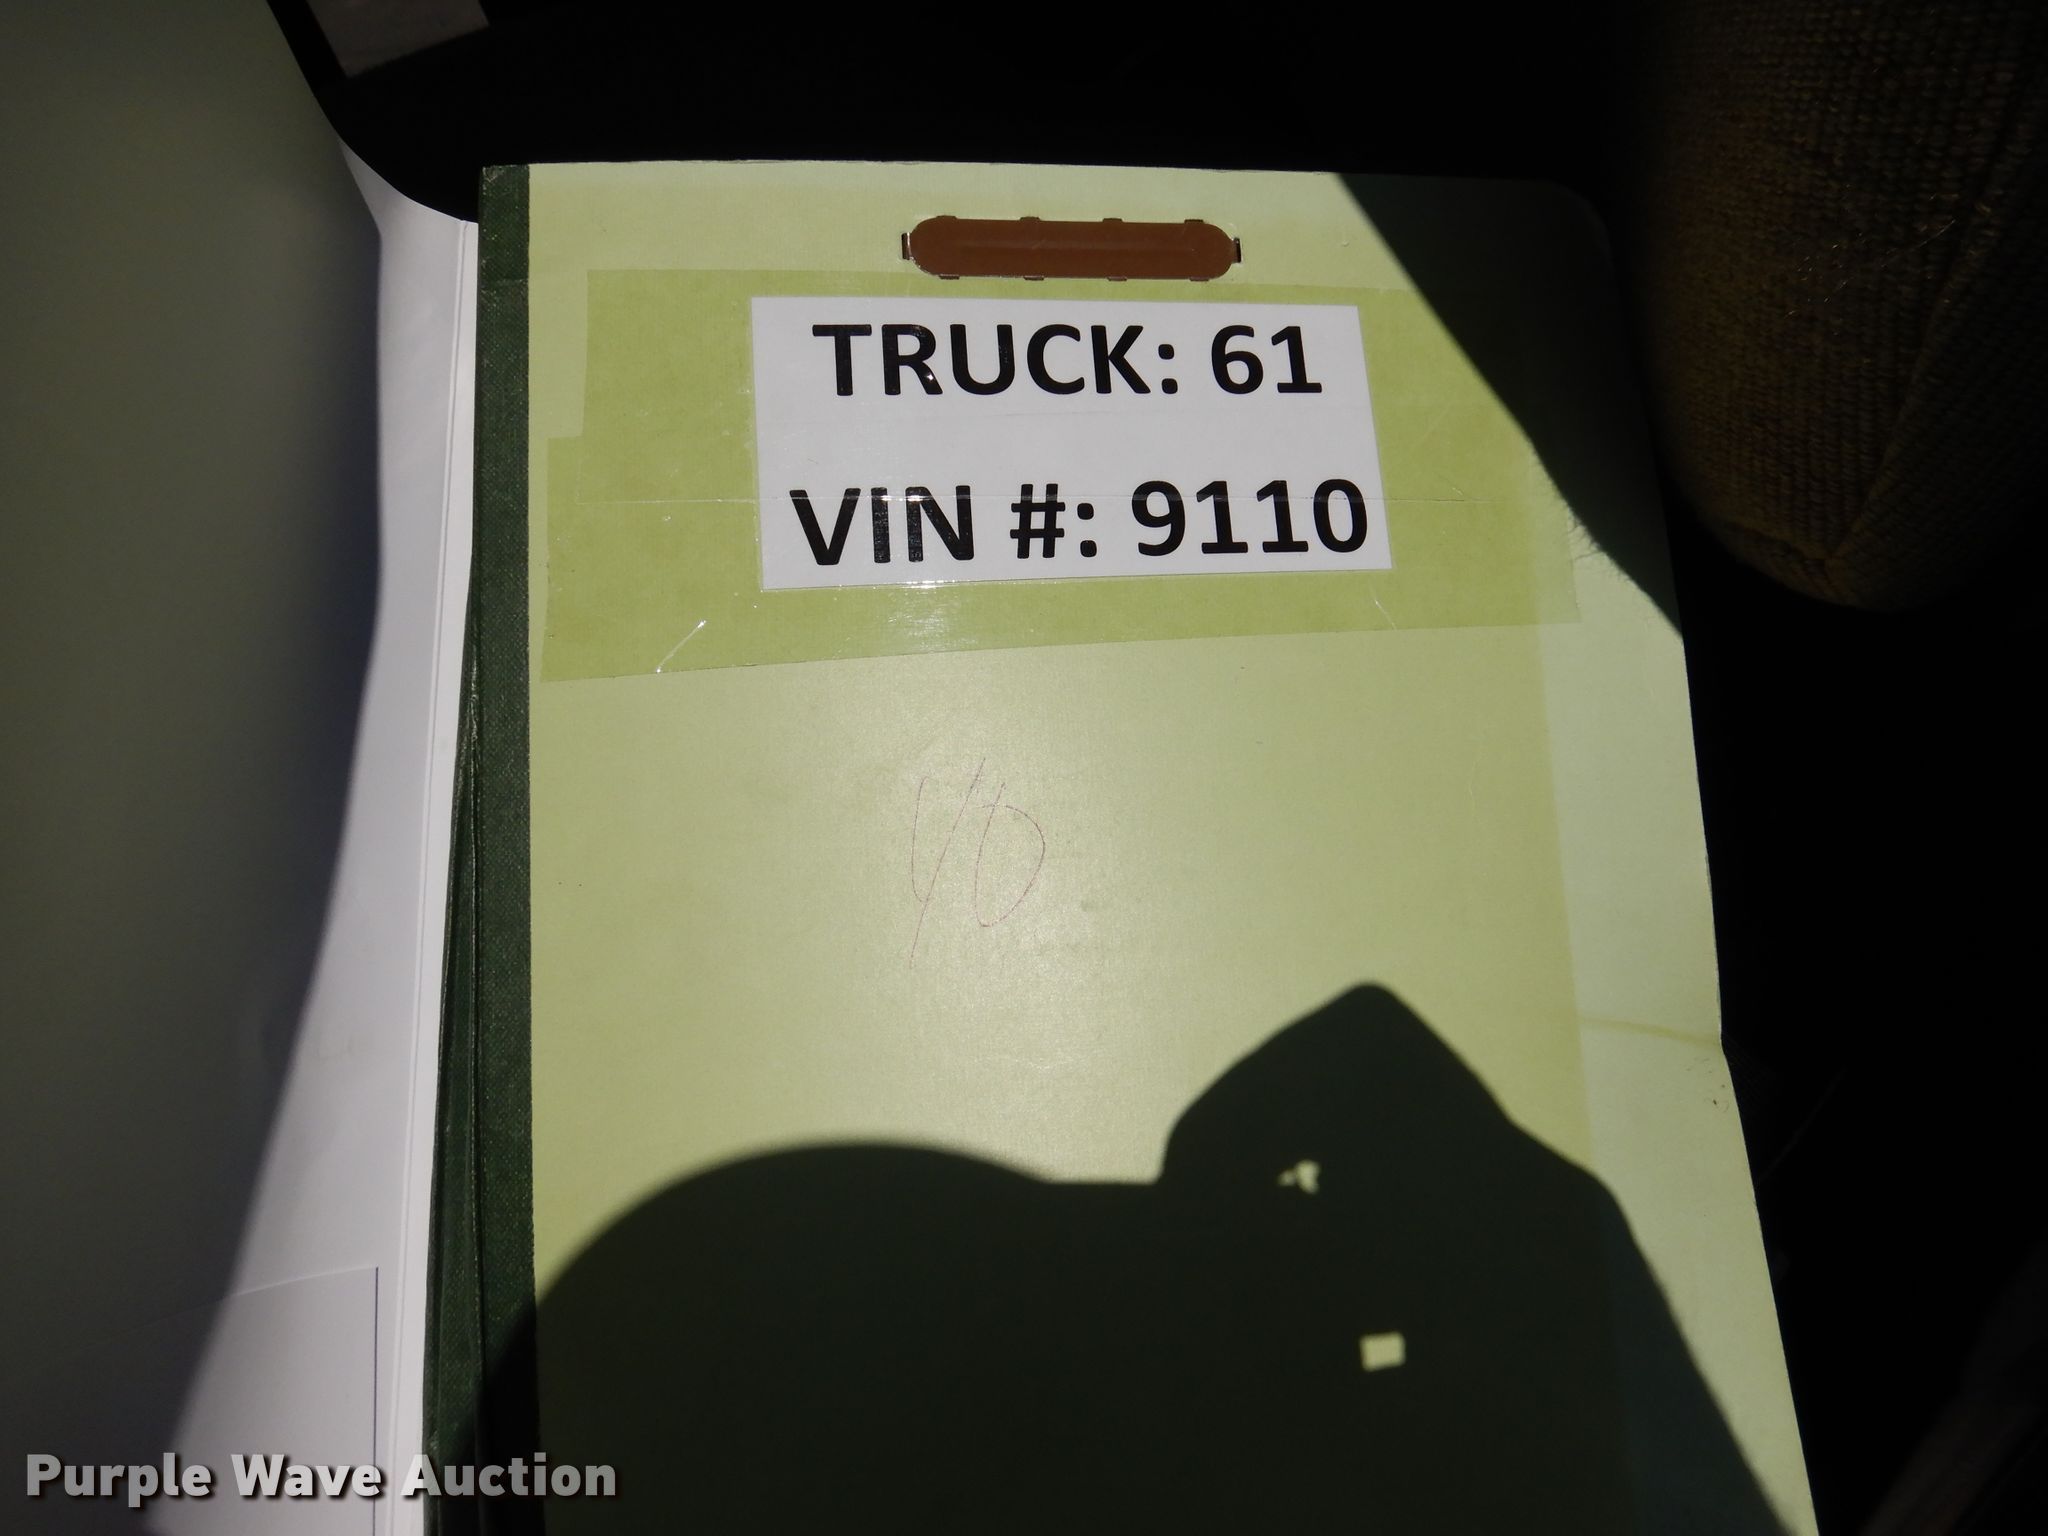 TRUCK: 61
VIN #: 9110
Purple Wave Auction